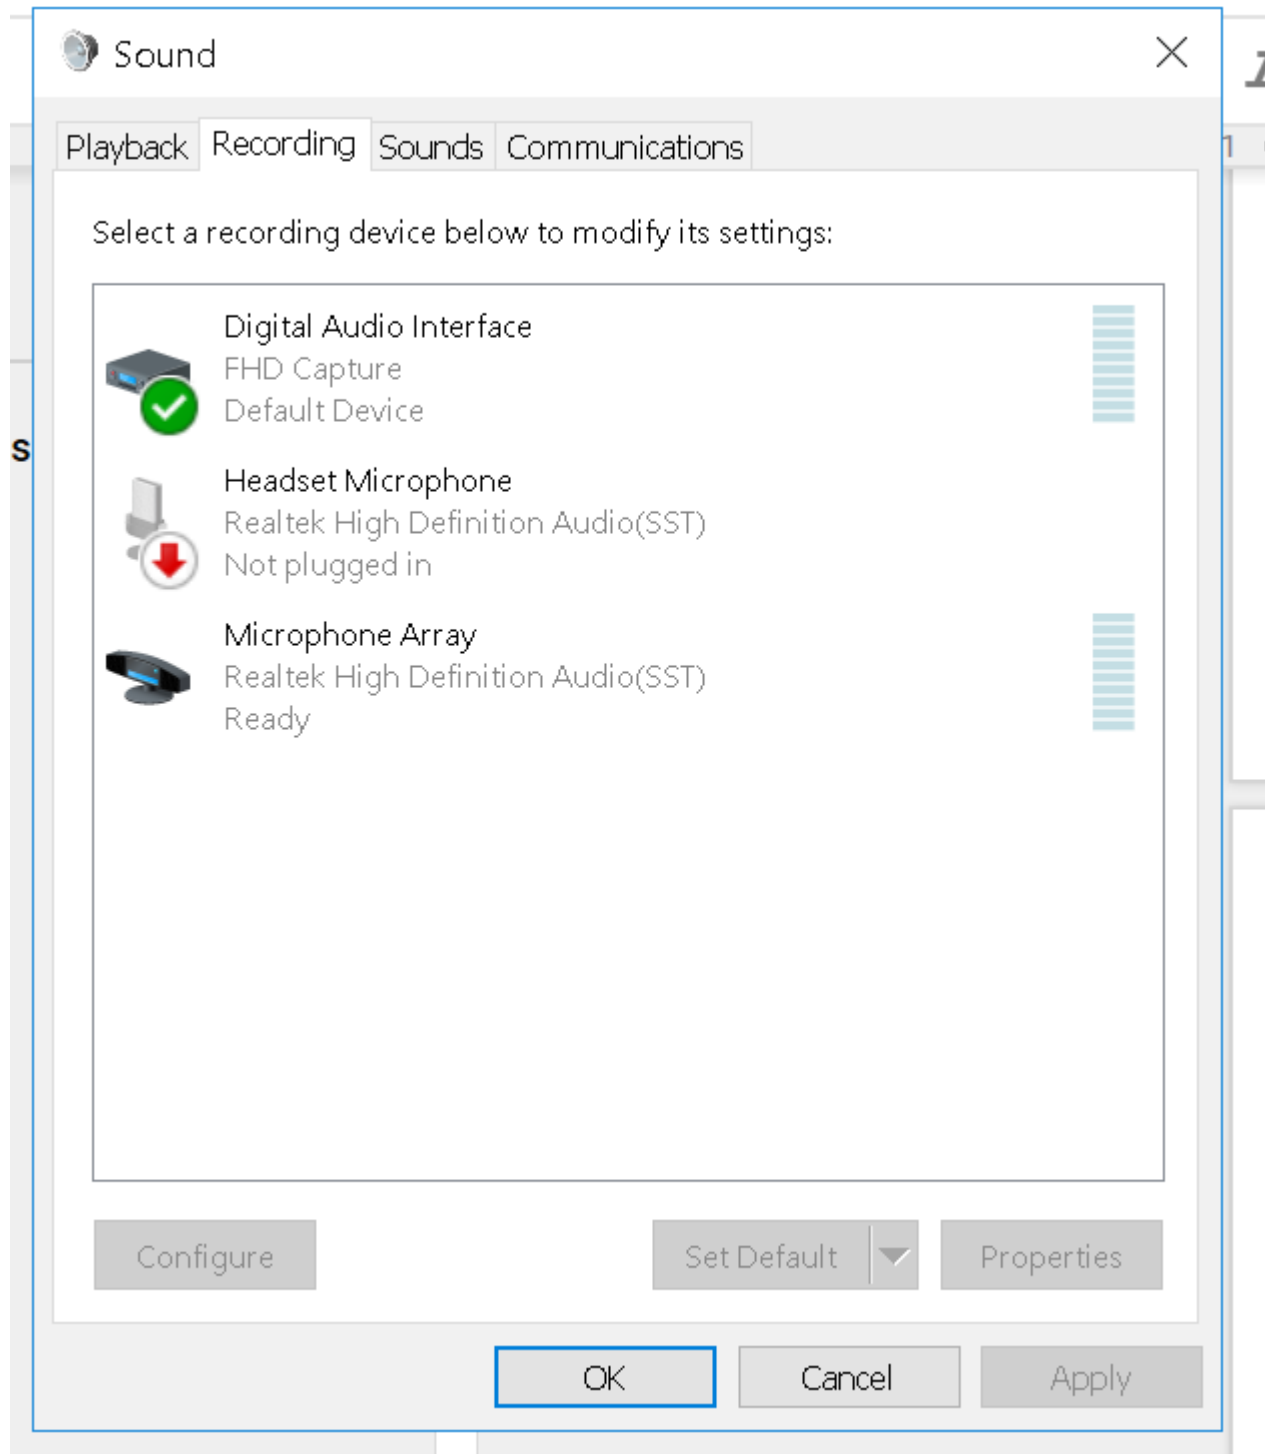 Sound
Playback
Recording
Sounds
Communications
Select a recording device below to modify its settings:
Digital Audio Interface
FHD Capture
Default Device
Headset Microphone
Realtek High Definition Audio(SST)
Not plugged in
Microphone Array
Realtek High Definition Audio(SST)
Ready
Configure
Set Default
Properties
OK
Cancel
Apply
s
1